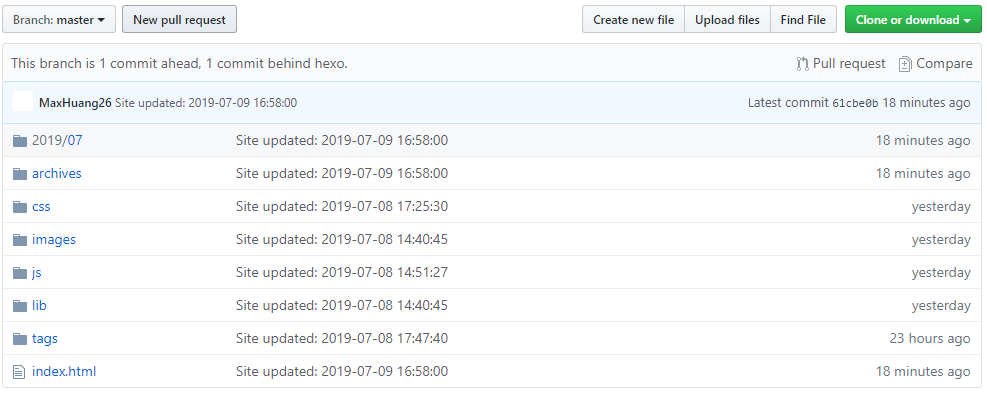 Branch: master New pull request Create new file Upload files Find File Clone or download
This branch is 1 commit ahead, 1 commit behind hexo. Pull request Compare
MaxHuang26 Site updated: 2019-07-09 16:58:00 Latest commit 61cbe0b 18 minutes ago
2019/07 Site updated: 2019-07-09 16:58:00 18 minutes ago
archives Site updated: 2019-07-09 16:58:00 18 minutes ago
css Site updated: 2019-07-08 17:25:30 yesterday
images Site updated: 2019-07-08 14:40:45 yesterday
js Site updated: 2019-07-08 14:51:27 yesterday
lib Site updated: 2019-07-08 14:40:45 yesterday
tags Site updated: 2019-07-08 17:47:40 23 hours ago
index.html Site updated: 2019-07-09 16:58:00 18 minutes ago